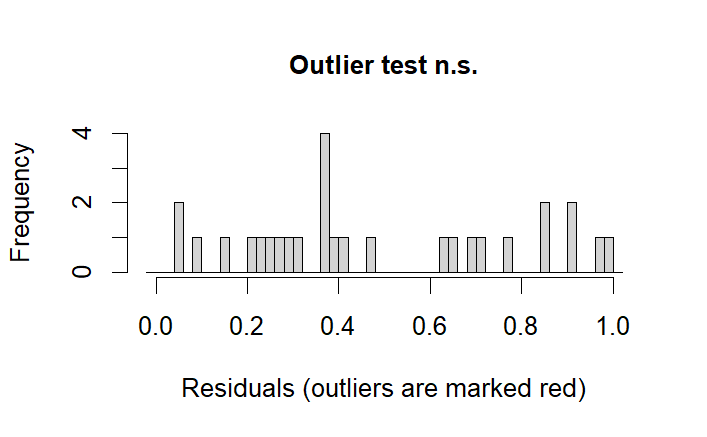 Outlier test n.s.
Frequency
4
2
0
0.0 0.2 0.4 0.6 0.8 1.0
Residuals (outliers are marked red)